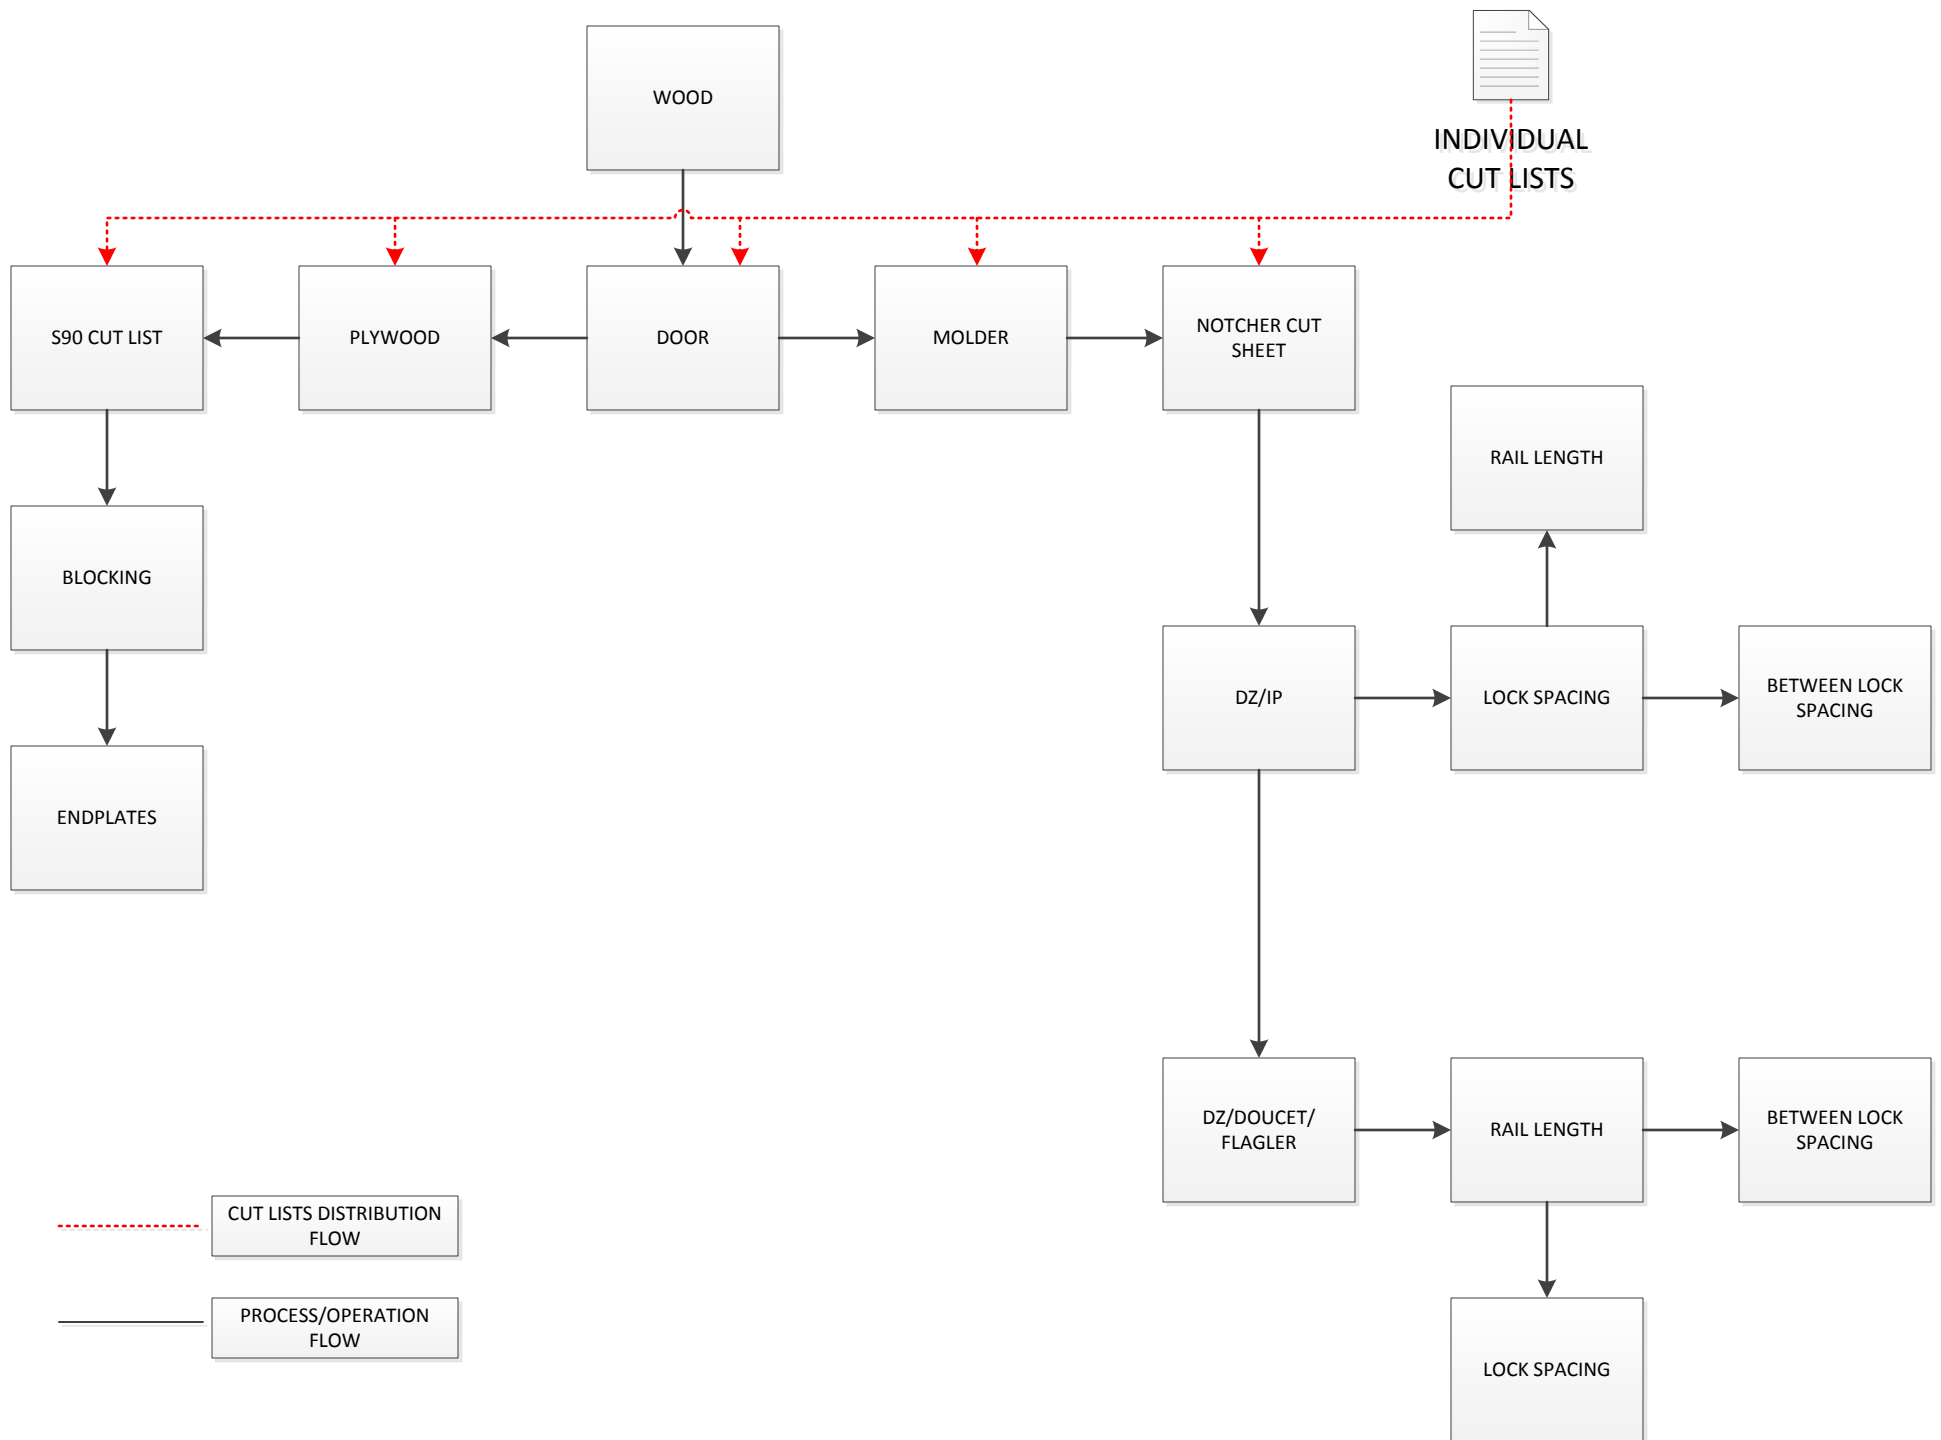 WOOD
INDIVIDUAL
CUT LISTS
S90 CUT LIST
PLYWOOD
DOOR
MOLDER
NOTCHER CUT
SHEET
RAIL LENGTH
BLOCKING
DZ/IP
LOCK SPACING
BETWEEN LOCK
SPACING
ENDPLATES
DZ/DOUCET/
FLAGLER
RAIL LENGTH
BETWEEN LOCK
SPACING
CUT LISTS DISTRIBUTION
FLOW
PROCESS/OPERATION
FLOW
LOCK SPACING